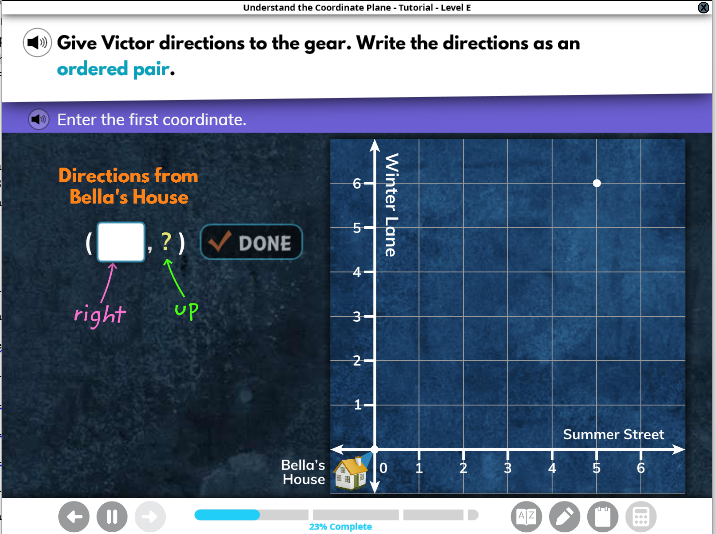 Understand the Coordinate Plane - Tutorial - Level E
Give Victor directions to the gear. Write the directions as an
ordered pair.
Enter the first coordinate.
Directions from
Bella's House
( , ? )
DONE
right
up
Winter Lane
6
5
4
3
2
1
Summer Street
Bella's
House
0 1 2 3 4 5 6
23% Complete
A Z